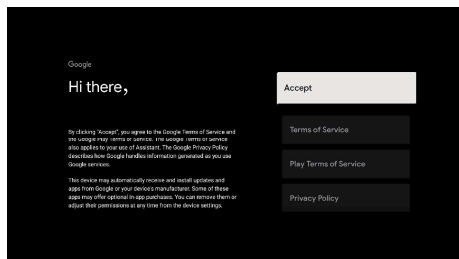 Google
Hi there,
By clicking "Accept", you agree to the Google Terms of Service and
the Google Play Terms of Service. The Google Terms of Service
also applies to your use of Assistant. The Google Privacy Policy
describes how Google handles information generated as you use
Google services.
This device may automatically receive and install updates and
apps from Google or your device's manufacturer. Some of these
apps may offer optional in-app purchases. You can remove them or
adjust their permissions at any time from the device settings.
Accept
Terms of Service
Play Terms of Service
Privacy Policy